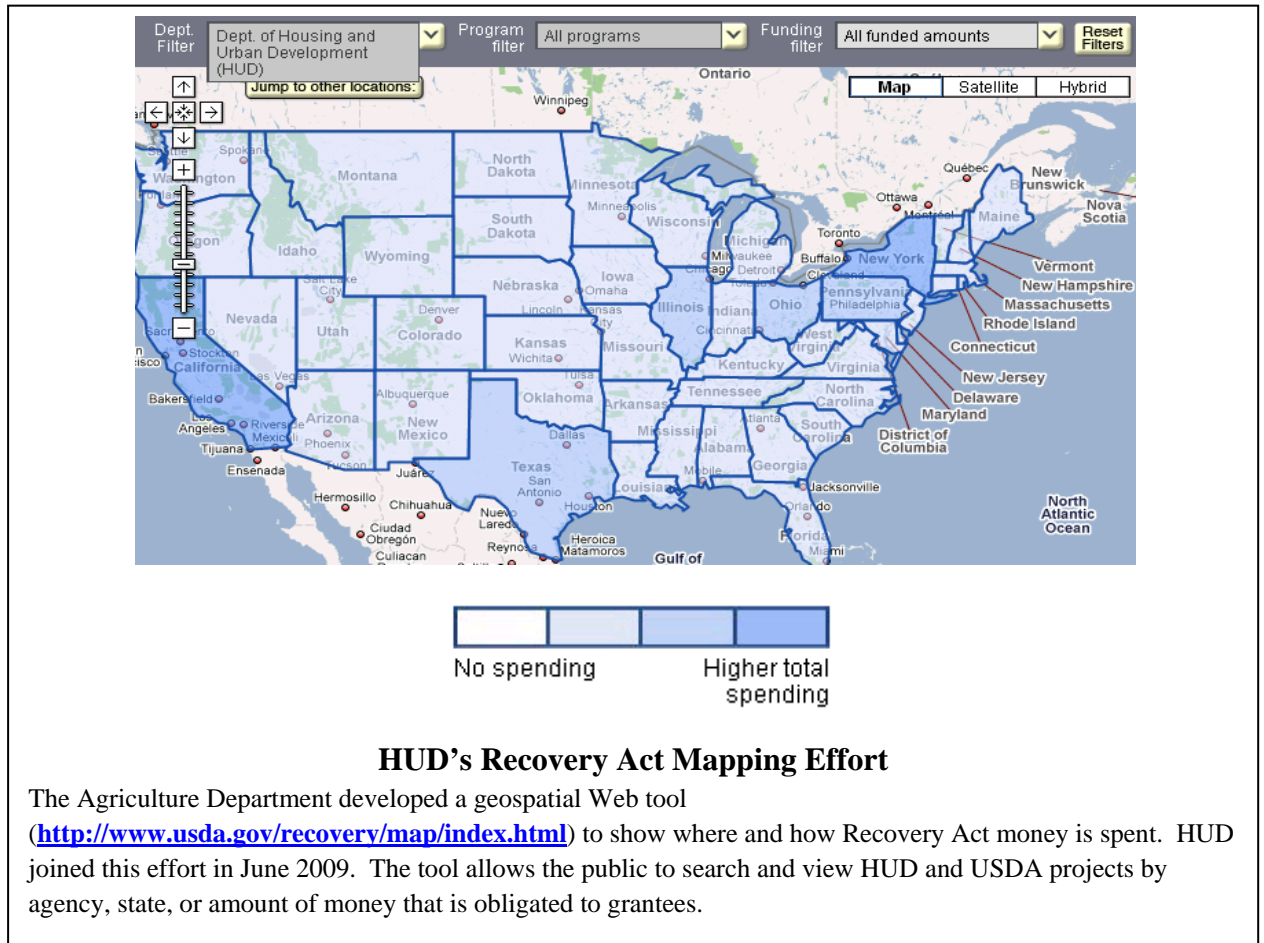 Dept. Filter
Dept. of Housing and Urban Development (HUD)
Program filter
All programs
Funding filter
All funded amounts
Reset Filters
Jump to other locations:
Map
Satellite
Hybrid
Ontario
Winnipeg
Québec
New Brunswick
Nova Scotia
Ottawa
Montréal
Maine
Toronto
Spokane
Montana
North Dakota
Minnesota
Minneapolis
South Dakota
Wisconsin
Michigan
Milwaukee
Detroit
Buffalo
New York
Vermont
New Hampshire
Massachusetts
Rhode Island
Connecticut
New Jersey
Delaware
Maryland
District of Columbia
Idaho
Wyoming
Iowa
Omaha
Nebraska
Lincoln
Illinois
Indiana
Ohio
Pennsylvania
Philadelphia
Salt Lake City
Nevada
Utah
Denver
Colorado
Kansas
Wichita
Kansas City
Missouri
Cincinnati
West Virginia
Kentucky
Virginia
Stockton
California
Las Vegas
Bakersfield
Los Angeles
Riverside
Mexicali
Tijuana
Ensenada
Arizona
Phoenix
Tucson
Albuquerque
New Mexico
Juárez
Tulsa
Oklahoma
Arkansas
Tennessee
North Carolina
South Carolina
Mississippi
Alabama
Atlanta
Georgia
Dallas
Texas
San Antonio
Houston
Louisiana
Mobile
Jacksonville
Orlando
Florida
Miami
Hermosillo
Chihuahua
Ciudad Obregón
Culiacan
Nuevo Laredo
Reynosa
Heroica Matamoros
Gulf of
North Atlantic Ocean
No spending
Higher total spending
HUD's Recovery Act Mapping Effort
The Agriculture Department developed a geospatial Web tool
(http://www.usda.gov/recovery/map/index.html) to show where and how Recovery Act money is spent. HUD
joined this effort in June 2009. The tool allows the public to search and view HUD and USDA projects by
agency, state, or amount of money that is obligated to grantees.